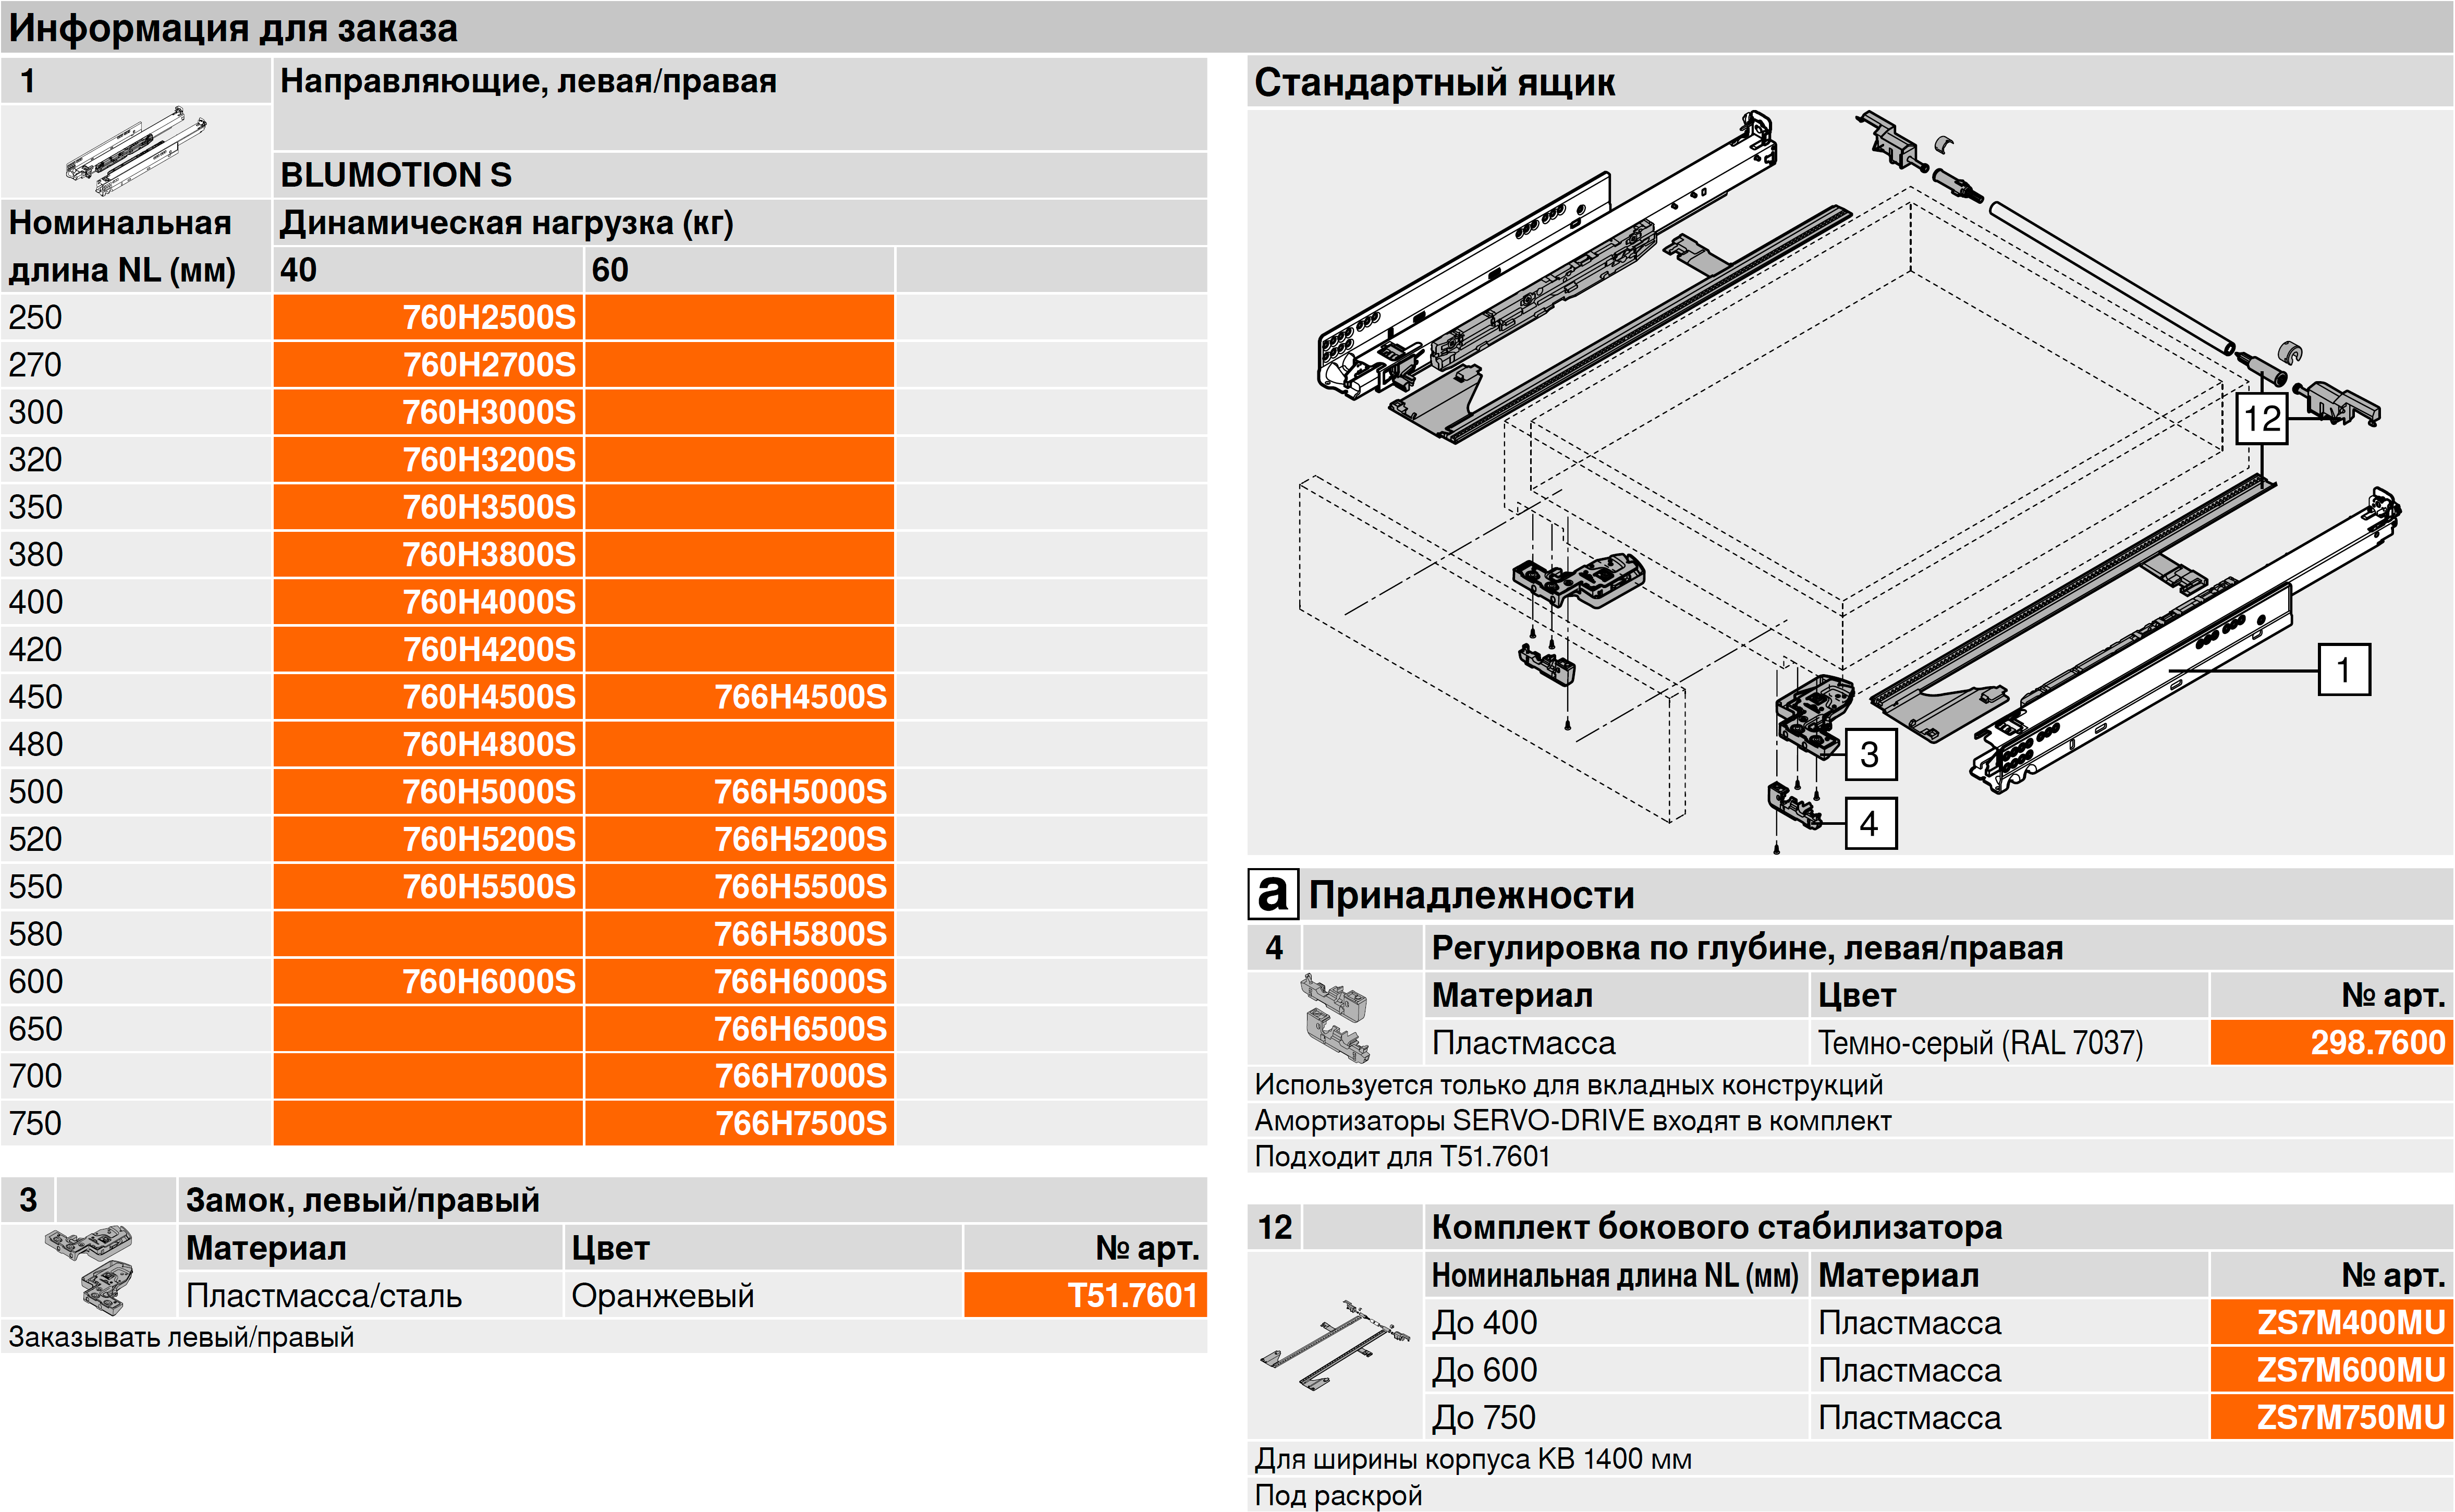 Информация для заказа
1
Направляющие, левая/правая
BLUMOTION S
Номинальная длина NL (мм)
Динамическая нагрузка (кг)
40 60
250 760H2500S
270 760H2700S
300 760H3000S
320 760H3200S
350 760H3500S
380 760H3800S
400 760H4000S
420 760H4200S
450 760H4500S 766H4500S
480 760H4800S
500 760H5000S 766H5000S
520 760H5200S 766H5200S
550 760H5500S 766H5500S
580 766H5800S
600 760H6000S 766H6000S
650 766H6500S
700 766H7000S
750 766H7500S
3 Замок, левый/правый
Материал Цвет № арт.
Пластмасса/сталь Оранжевый T51.7601
Заказывать левый/правый
Стандартный ящик
12
1
3
4
a Принадлежности
4 Регулировка по глубине, левая/правая
Материал Цвет № арт.
Пластмасса Темно-серый (RAL 7037) 298.7600
Используется только для вкладных конструкций
Амортизаторы SERVO-DRIVE входят в комплект
Подходит для T51.7601
12 Комплект бокового стабилизатора
Номинальная длина NL (мм) Материал № арт.
До 400 Пластмасса ZS7M400MU
До 600 Пластмасса ZS7M600MU
До 750 Пластмасса ZS7M750MU
Для ширины корпуса KB 1400 мм
Под раскрой